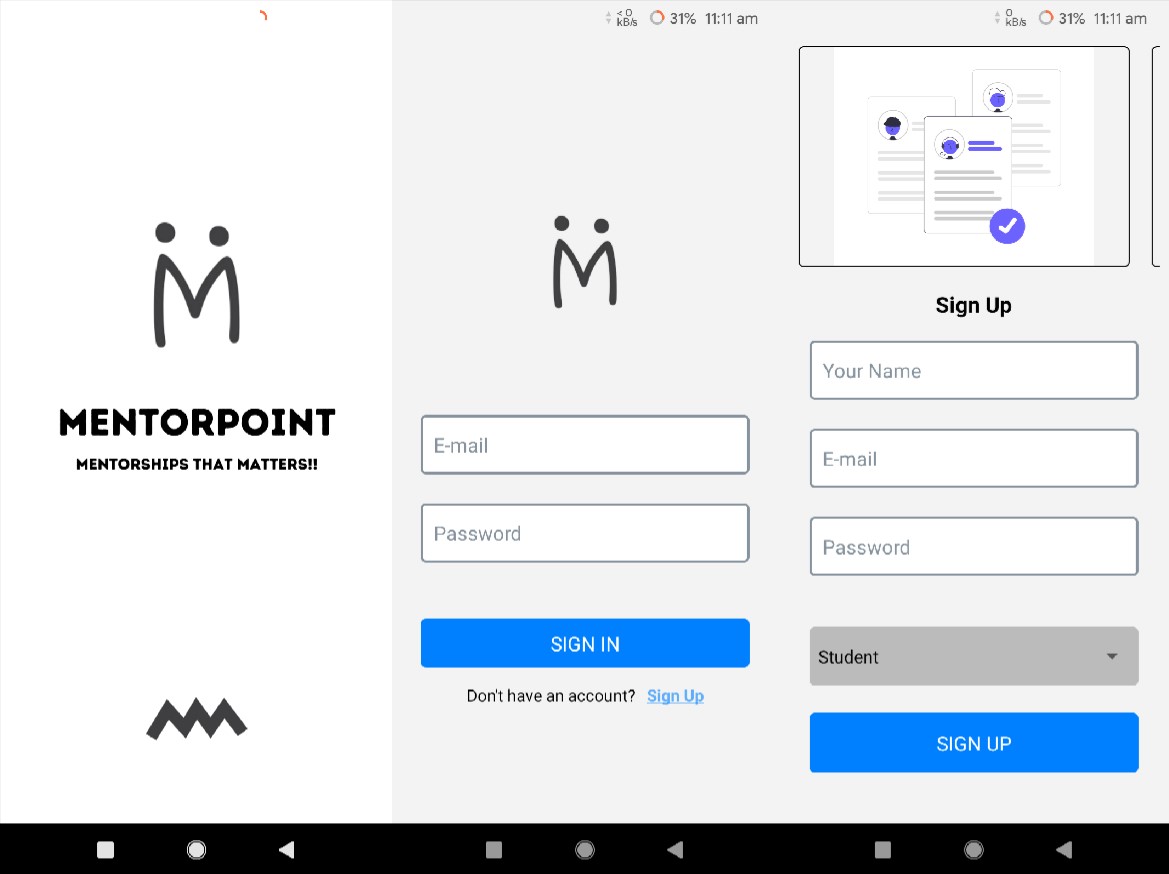 MENTORPOINT
MENTORSHIPS THAT MATTERS!!
< 0
kB/s
31% 11:11 am
E-mail
Password
SIGN IN
Don't have an account? Sign Up
0
kB/s
31% 11:11 am
Sign Up
Your Name
E-mail
Password
Student
SIGN UP